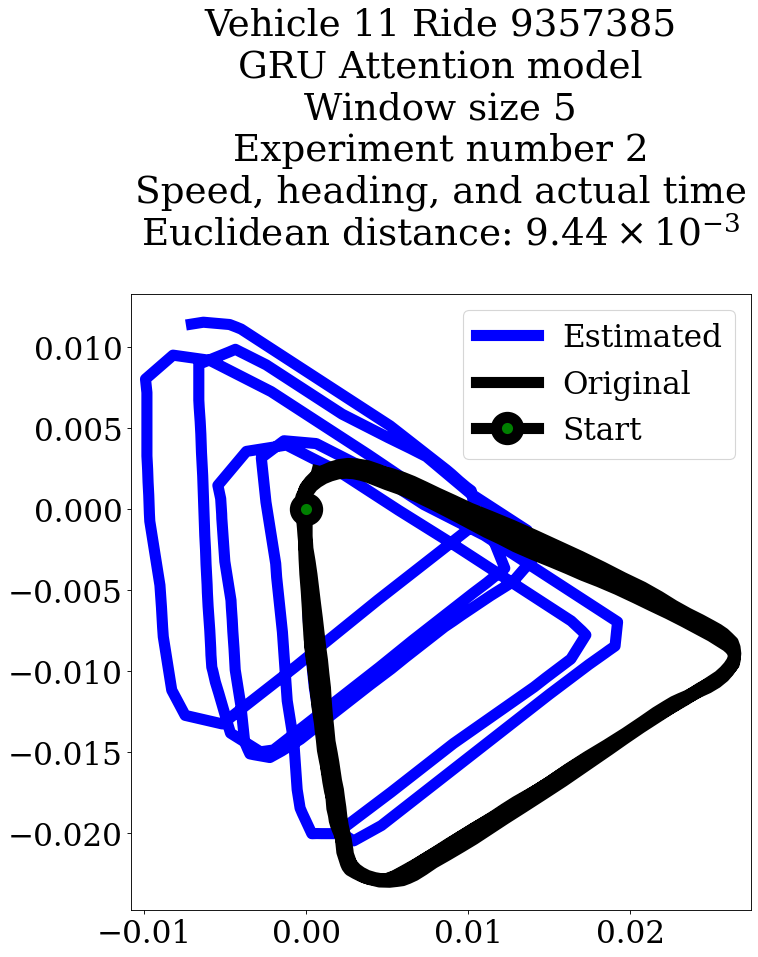 Vehicle 11 Ride 9357385
GRU Attention model
Window size 5
Experiment number 2
Speed, heading, and actual time
Euclidean distance: 9.44 × 10⁻³
Estimated
Original
Start
0.010
0.005
0.000
−0.005
−0.010
−0.015
−0.020
−0.01 0.00 0.01 0.02